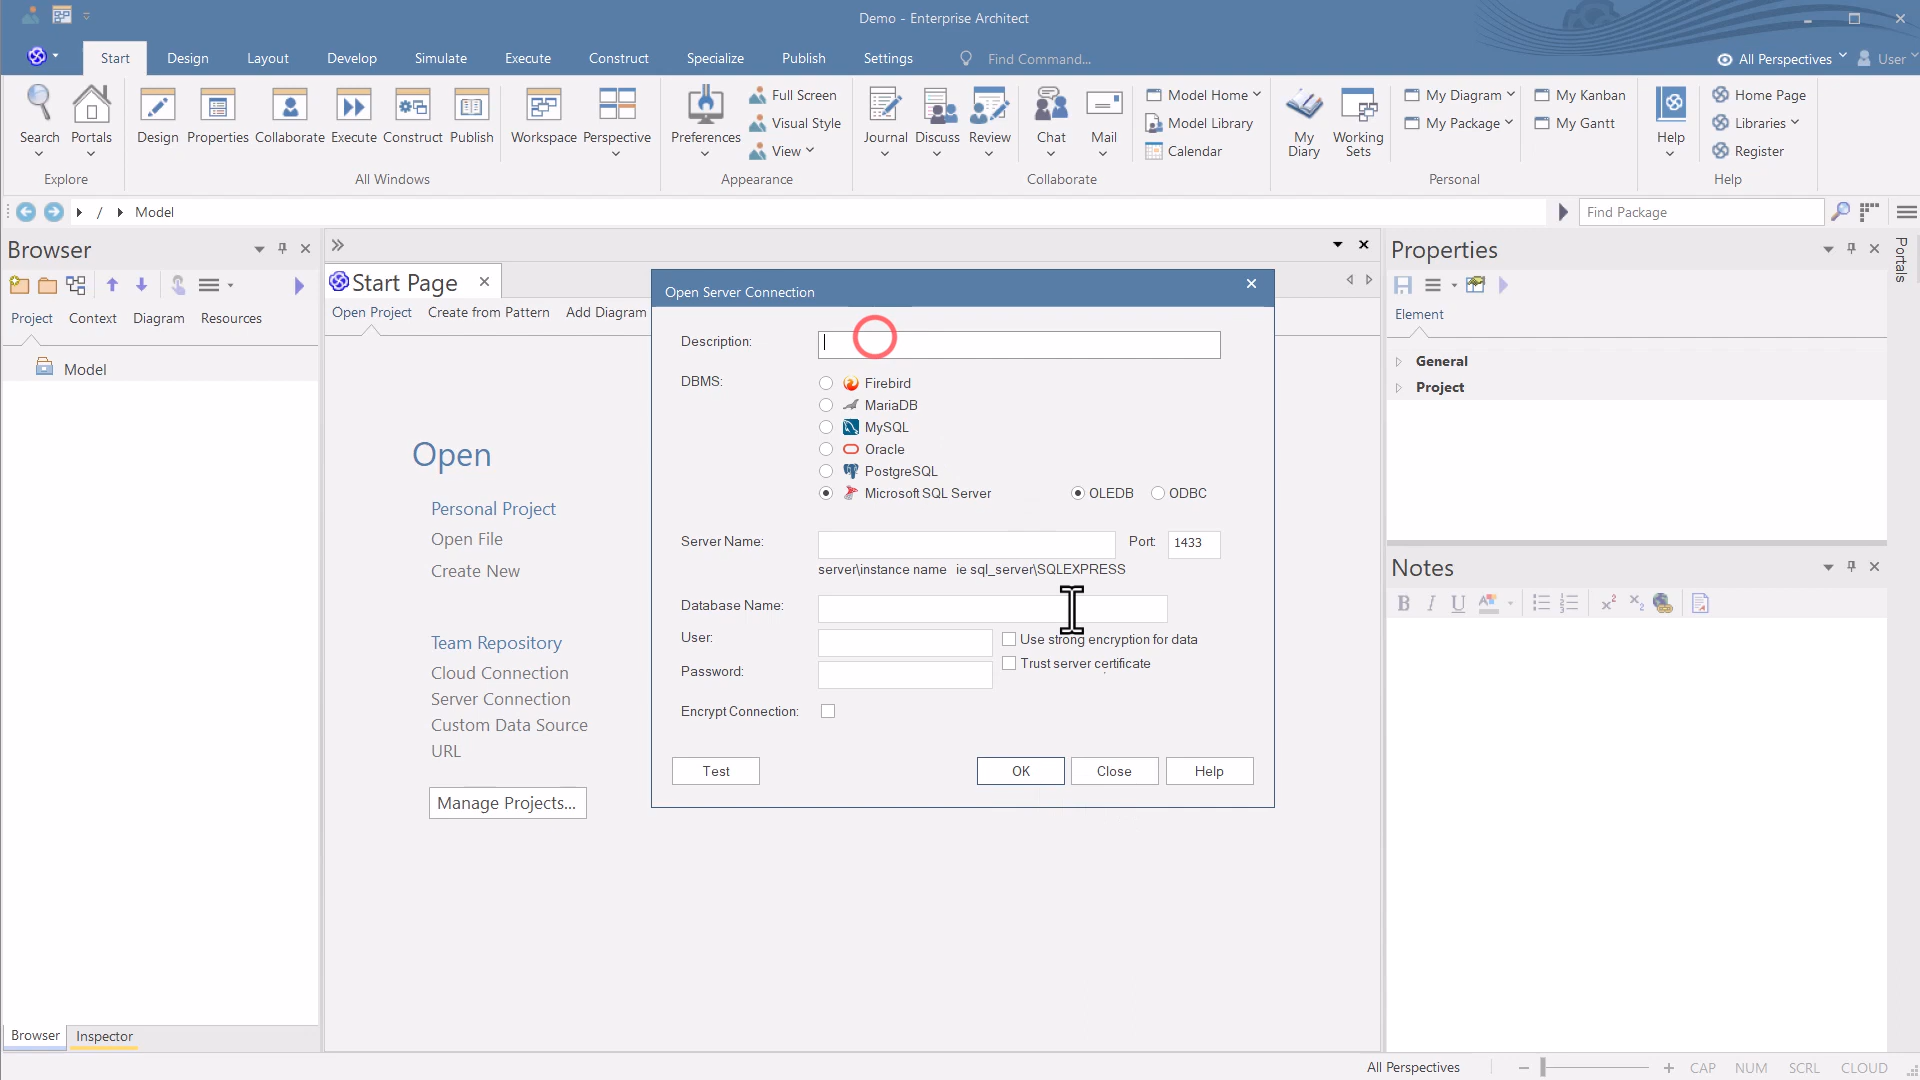 Demo - Enterprise Architect
Start Design Layout Develop Simulate Execute Construct Specialize Publish Settings Find Command... All Perspectives User
Search Portals
Explore
Design Properties Collaborate Execute Construct Publish Workspace Perspective
All Windows
Preferences
Full Screen
Visual Style
View
Appearance
Journal Discuss Review Chat Mail
Model Home
Model Library
Calendar
Collaborate
My Diary
Working Sets
My Diagram
My Package
My Kanban
My Gantt
Personal
Help
Home Page
Libraries
Register
Help
/ Model
Find Package
Browser
Project Context Diagram Resources
Model
Browser Inspector
Start Page
Open Project Create from Pattern Add Diagram
Open
Personal Project
Open File
Create New
Team Repository
Cloud Connection
Server Connection
Custom Data Source
URL
Manage Projects...
Open Server Connection
Description:
DBMS:
Firebird
MariaDB
MySQL
Oracle
PostgreSQL
Microsoft SQL Server OLEDB ODBC
Server Name: Port: 1433
server\instance name ie sql_server\SQLEXPRESS
Database Name:
User: Use strong encryption for data
Password: Trust server certificate
Encrypt Connection:
Test OK Close Help
Properties
Element
General
Project
Notes
B I U
Portals
All Perspectives CAP NUM SCRL CLOUD